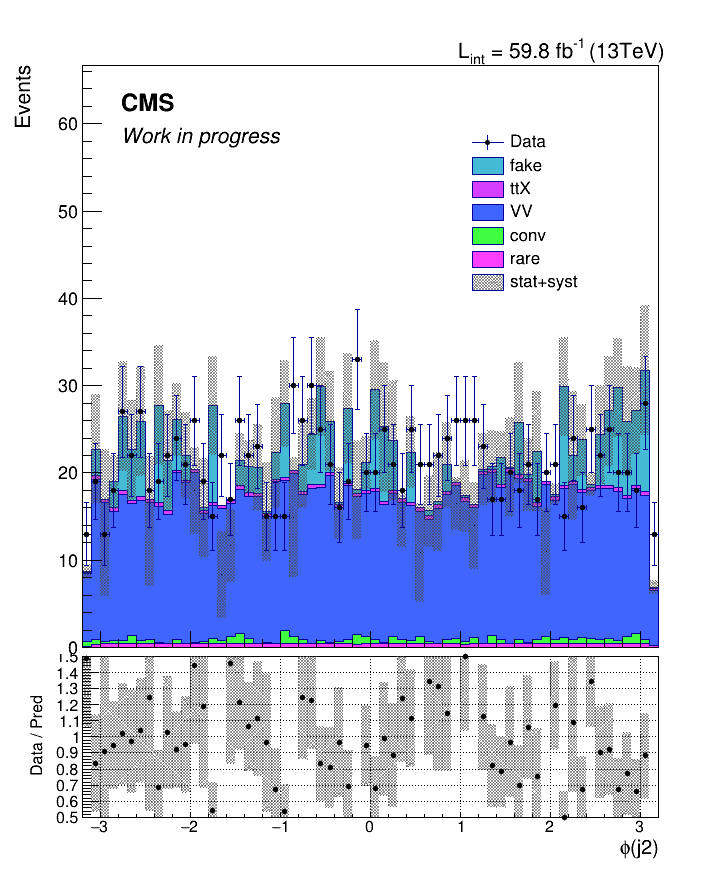 L_int = 59.8 fb^-1 (13TeV)
Events
CMS
Work in progress
Data
fake
ttX
VV
conv
rare
stat+syst
60
50
40
30
20
10
0
1.5
1.4
1.3
1.2
1.1
1
0.9
0.8
0.7
0.6
0.5
Data / Pred
−3 −2 −1 0 1 2 3
ϕ(j2)